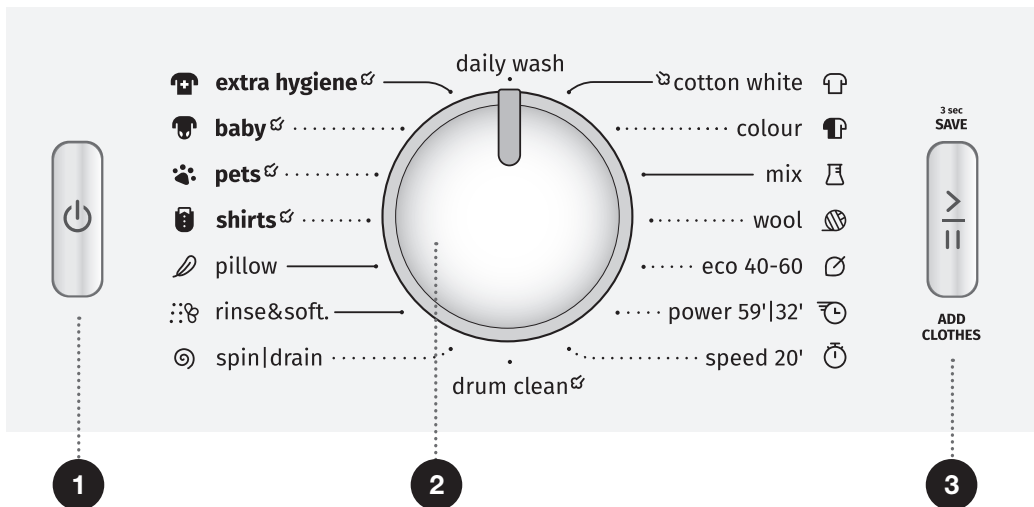 daily wash
extra hygiene
cotton white
baby
colour
pets
mix
shirts
wool
pillow
eco 40-60
rinse&soft.
power 59'|32'
spin|drain
speed 20'
drum clean
3 sec
SAVE
ADD
CLOTHES
1
2
3